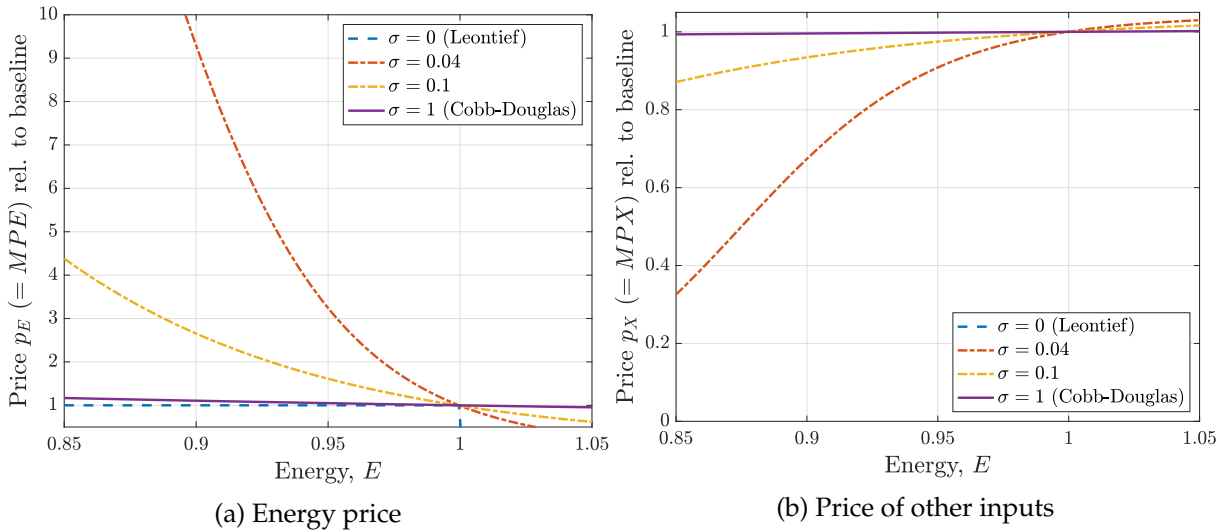 Price $p_E$ (= $MPE$) rel. to baseline
10
9
8
7
6
5
4
3
2
1
σ = 0 (Leontief)
σ = 0.04
σ = 0.1
σ = 1 (Cobb-Douglas)
0.85
0.9
0.95
1
1.05
Energy, $E$
(a) Energy price
Price $p_X$ (= $MPX$) rel. to baseline
1
0.8
0.6
0.4
0.2
0
σ = 0 (Leontief)
σ = 0.04
σ = 0.1
σ = 1 (Cobb-Douglas)
0.85
0.9
0.95
1
1.05
Energy, $E$
(b) Price of other inputs